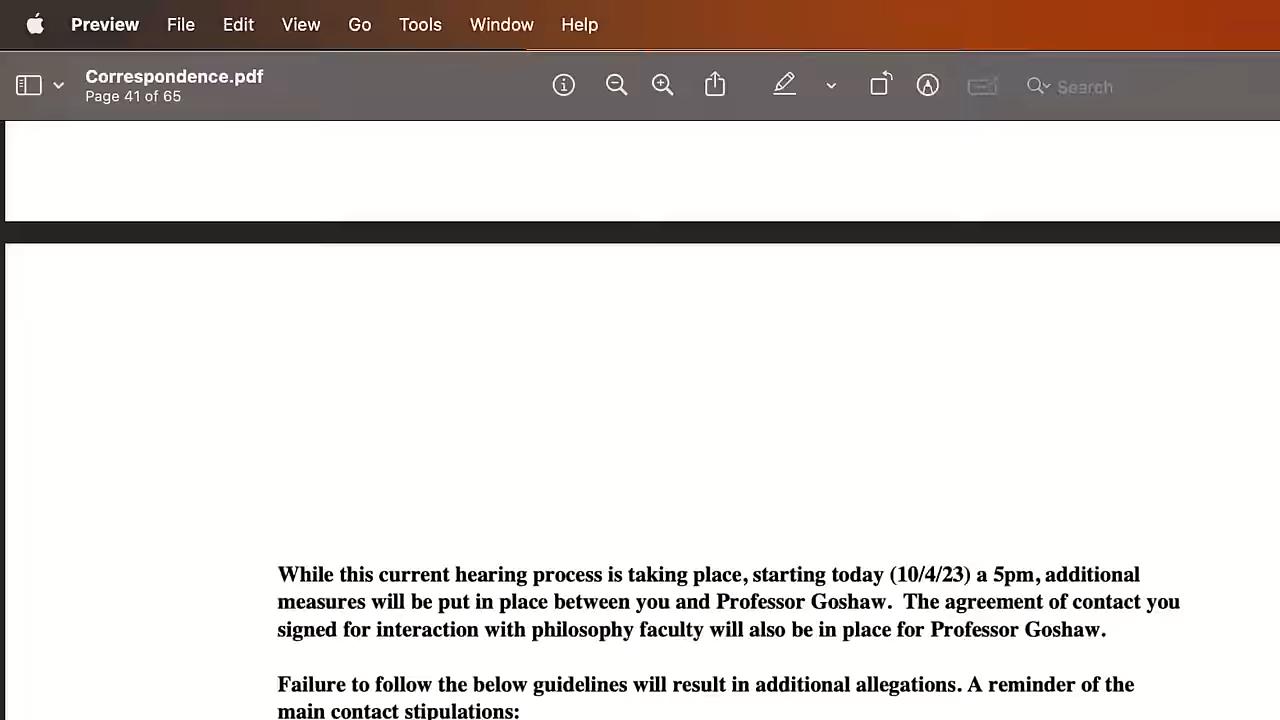 Preview File Edit View Go Tools Window Help
Correspondence.pdf
Page 41 of 65
Search
While this current hearing process is taking place, starting today (10/4/23) a 5pm, additional
measures will be put in place between you and Professor Goshaw.  The agreement of contact you
signed for interaction with philosophy faculty will also be in place for Professor Goshaw.
Failure to follow the below guidelines will result in additional allegations. A reminder of the
main contact stipulations: